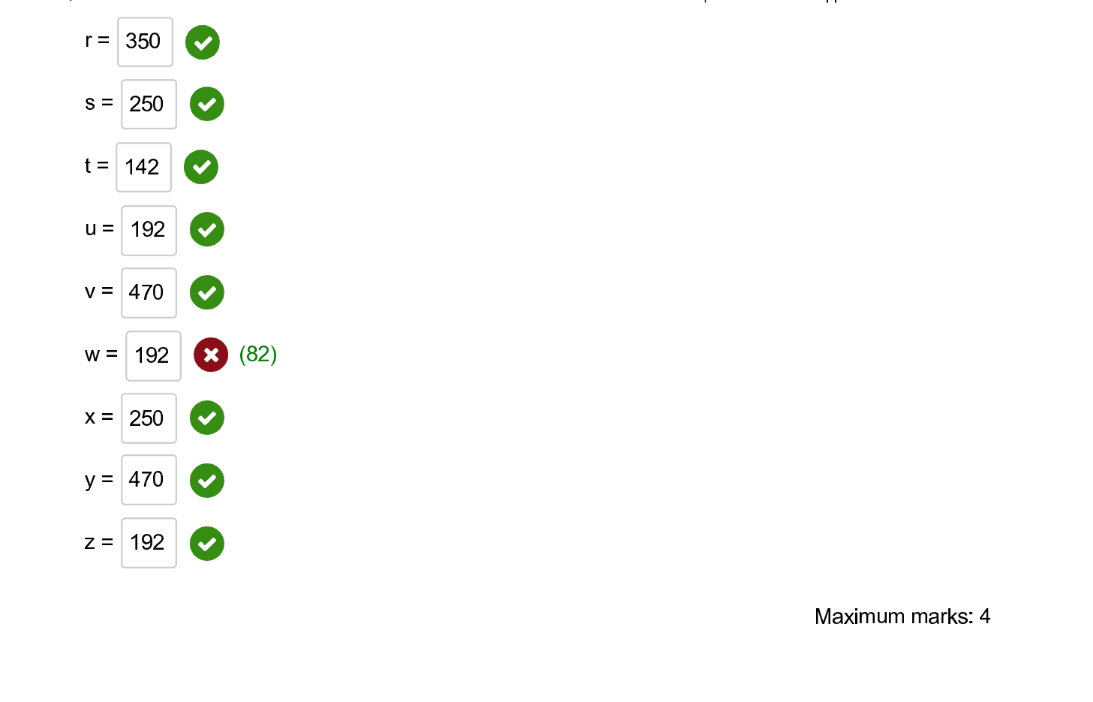 r = 350
s = 250
t = 142
u = 192
v = 470
w = 192 (82)
x = 250
y = 470
z = 192
Maximum marks: 4